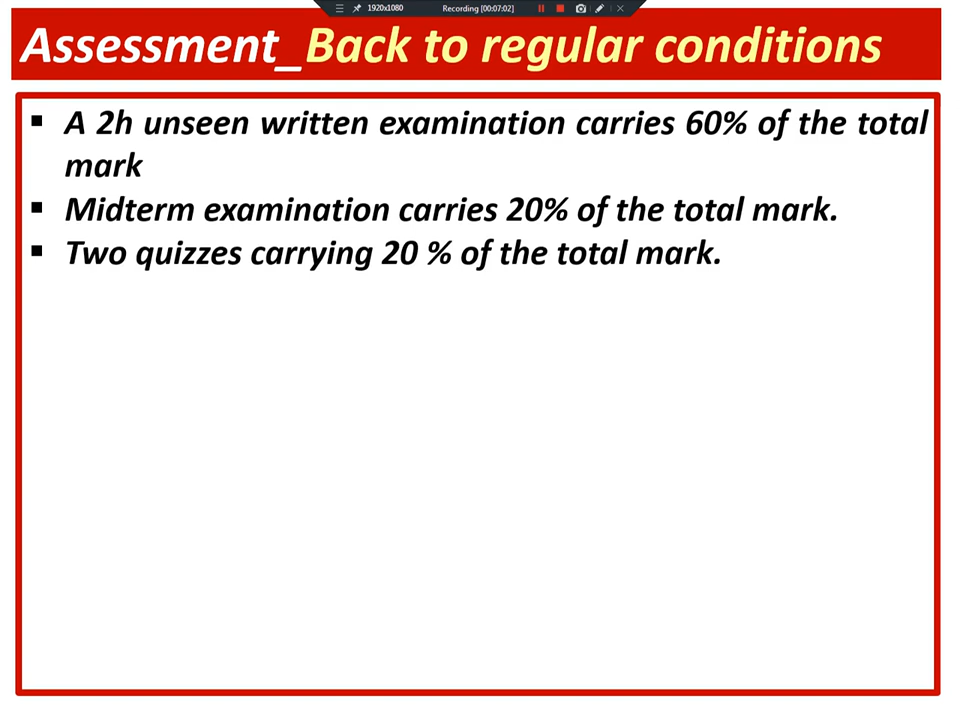 1920x1080 Recording [00:07:02]
Assessment_Back to regular conditions
▪ A 2h unseen written examination carries 60% of the total
mark
▪ Midterm examination carries 20% of the total mark.
▪ Two quizzes carrying 20 % of the total mark.